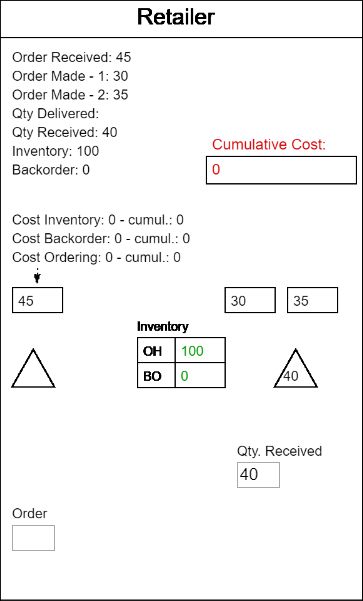 Retailer
Order Received: 45
Order Made - 1: 30
Order Made - 2: 35
Qty Delivered:
Qty Received: 40
Inventory: 100
Backorder: 0
Cumulative Cost:
0
Cost Inventory: 0 - cumul.: 0
Cost Backorder: 0 - cumul.: 0
Cost Ordering: 0 - cumul.: 0
45 30 35
Inventory
OH 100
BO 0
40
Qty. Received
40
Order